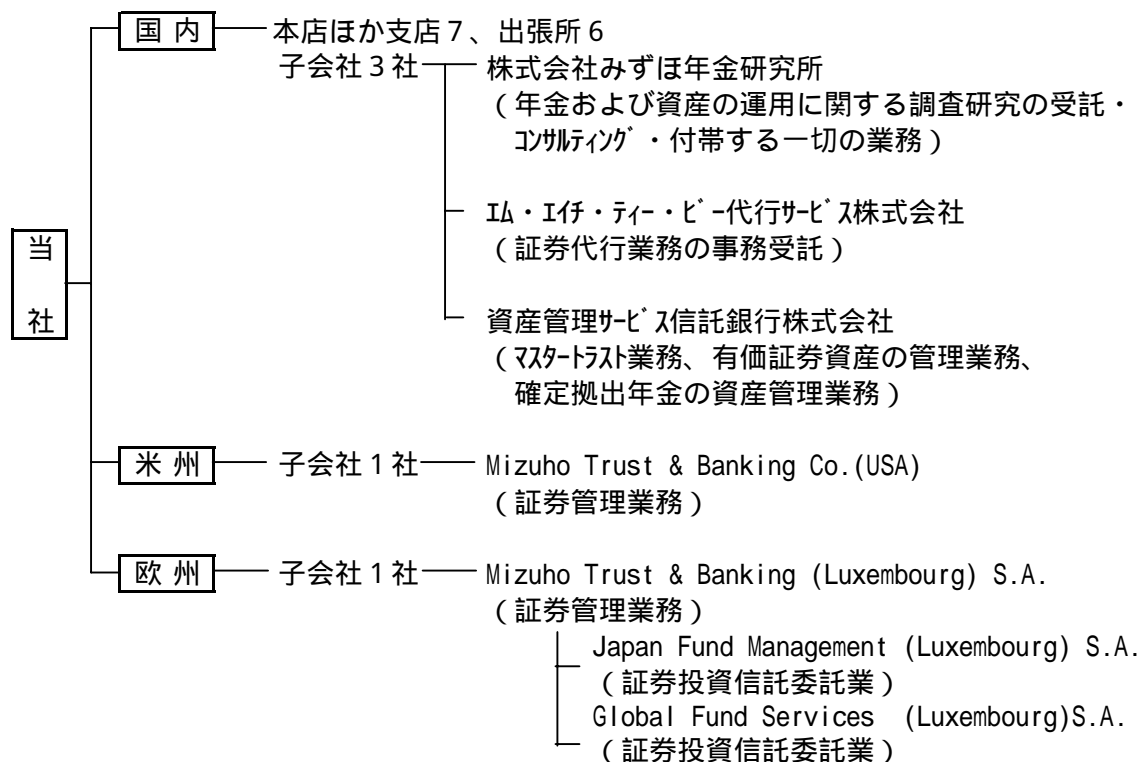 国 内 本店ほか支店7、出張所6
子会社3社 株式会社みずほ年金研究所
（年金および資産の運用に関する調査研究の受託・
ｺﾝｻﾙﾃｨﾝｸﾞ・付帯する一切の業務）
ｴﾑ・ｴｲﾁ・ﾃｨｰ・ﾋﾞｰ代行ｻｰﾋﾞｽ株式会社
（証券代行業務の事務受託）
当
社
資産管理ｻｰﾋﾞｽ信託銀行株式会社
（ﾏｽﾀｰﾄﾗｽﾄ業務、有価証券資産の管理業務、
確定拠出年金の資産管理業務）
米 州 子会社1社 Mizuho Trust & Banking Co.(USA)
（証券管理業務）
欧 州 子会社1社 Mizuho Trust & Banking (Luxembourg) S.A.
（証券管理業務）
Japan Fund Management (Luxembourg) S.A.
（証券投資信託委託業）
Global Fund Services (Luxembourg)S.A.
（証券投資信託委託業）